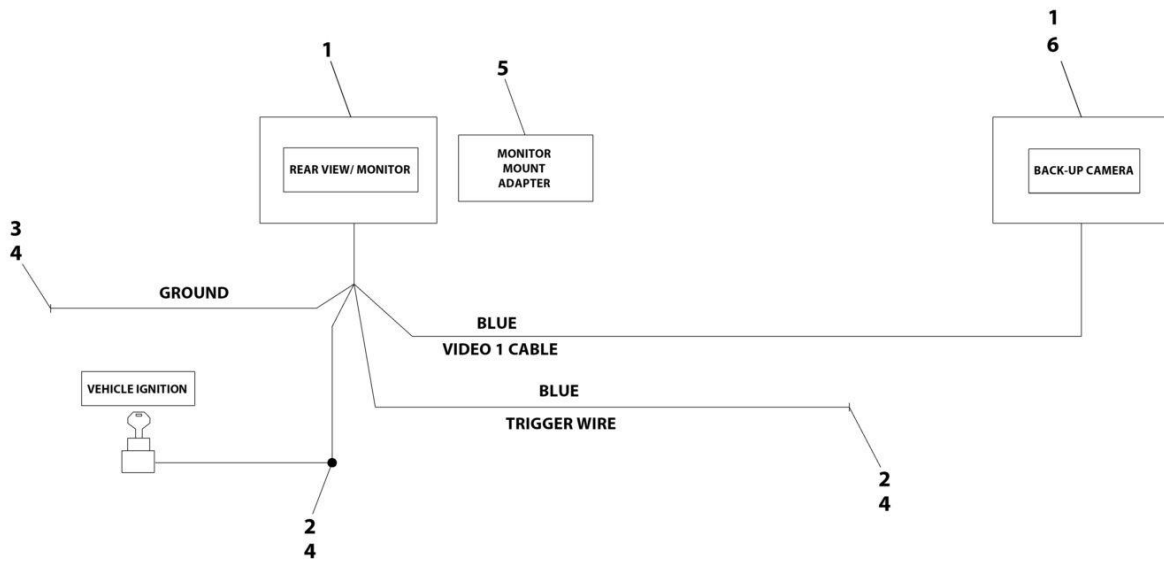 1
5
1
6
REAR VIEW/ MONITOR
MONITOR
MOUNT
ADAPTER
BACK-UP CAMERA
3
4
GROUND
BLUE
VIDEO 1 CABLE
VEHICLE IGNITION
BLUE
TRIGGER WIRE
2
4
2
4